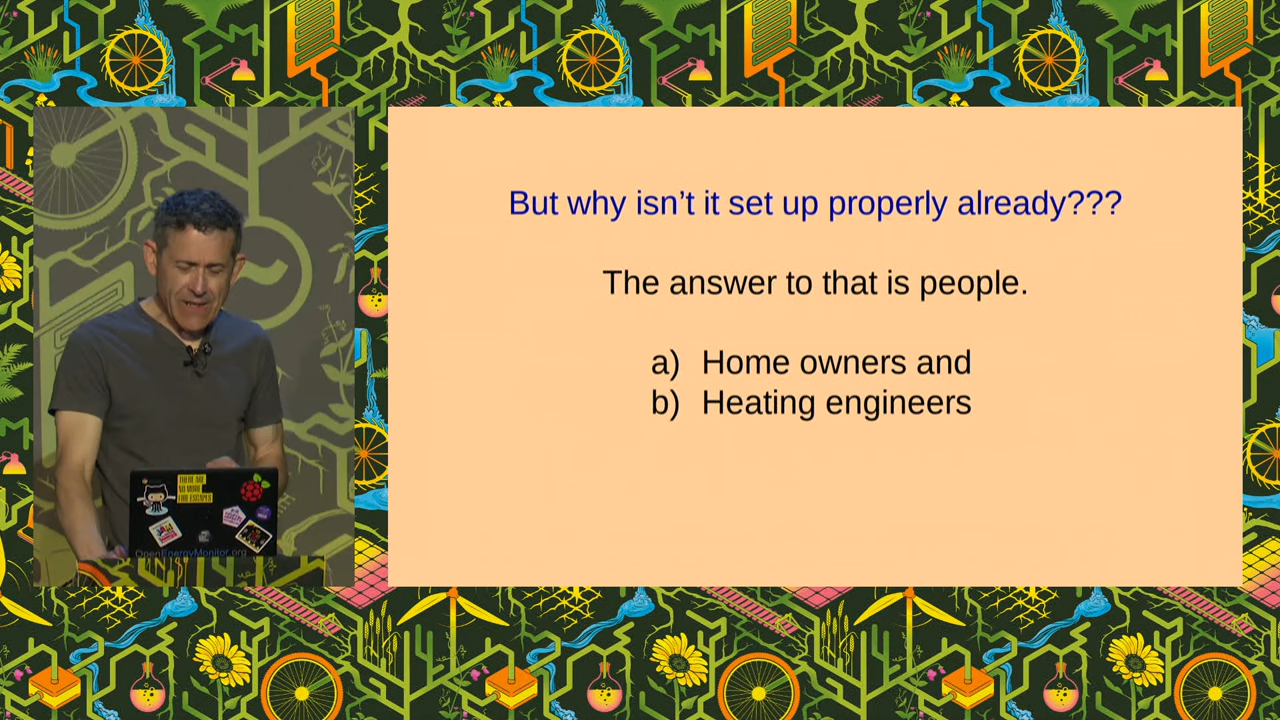 But why isn’t it set up properly already???
The answer to that is people.
a) Home owners and
b) Heating engineers
OpenEnergyMonitor.org